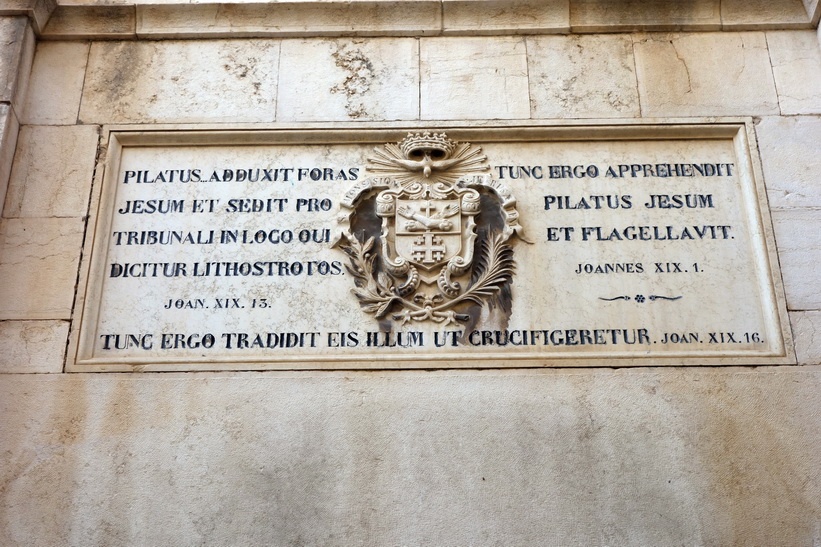 PILATUS..ADDUXIT FORAS
JESUM ET SEDIT PRO
TRIBUNALI IN LOCO QUI
DICITUR LITHOSTROTOS.
JOAN. XIX. 13.
TUNC ERGO APPREHENDIT
PILATUS JESUM
ET FLAGELLAVIT.
JOANNES XIX. 1.
TUNC ERGO TRADIDIT EIS ILLUM UT CRUCIFIGERETUR. JOAN. XIX. 16.